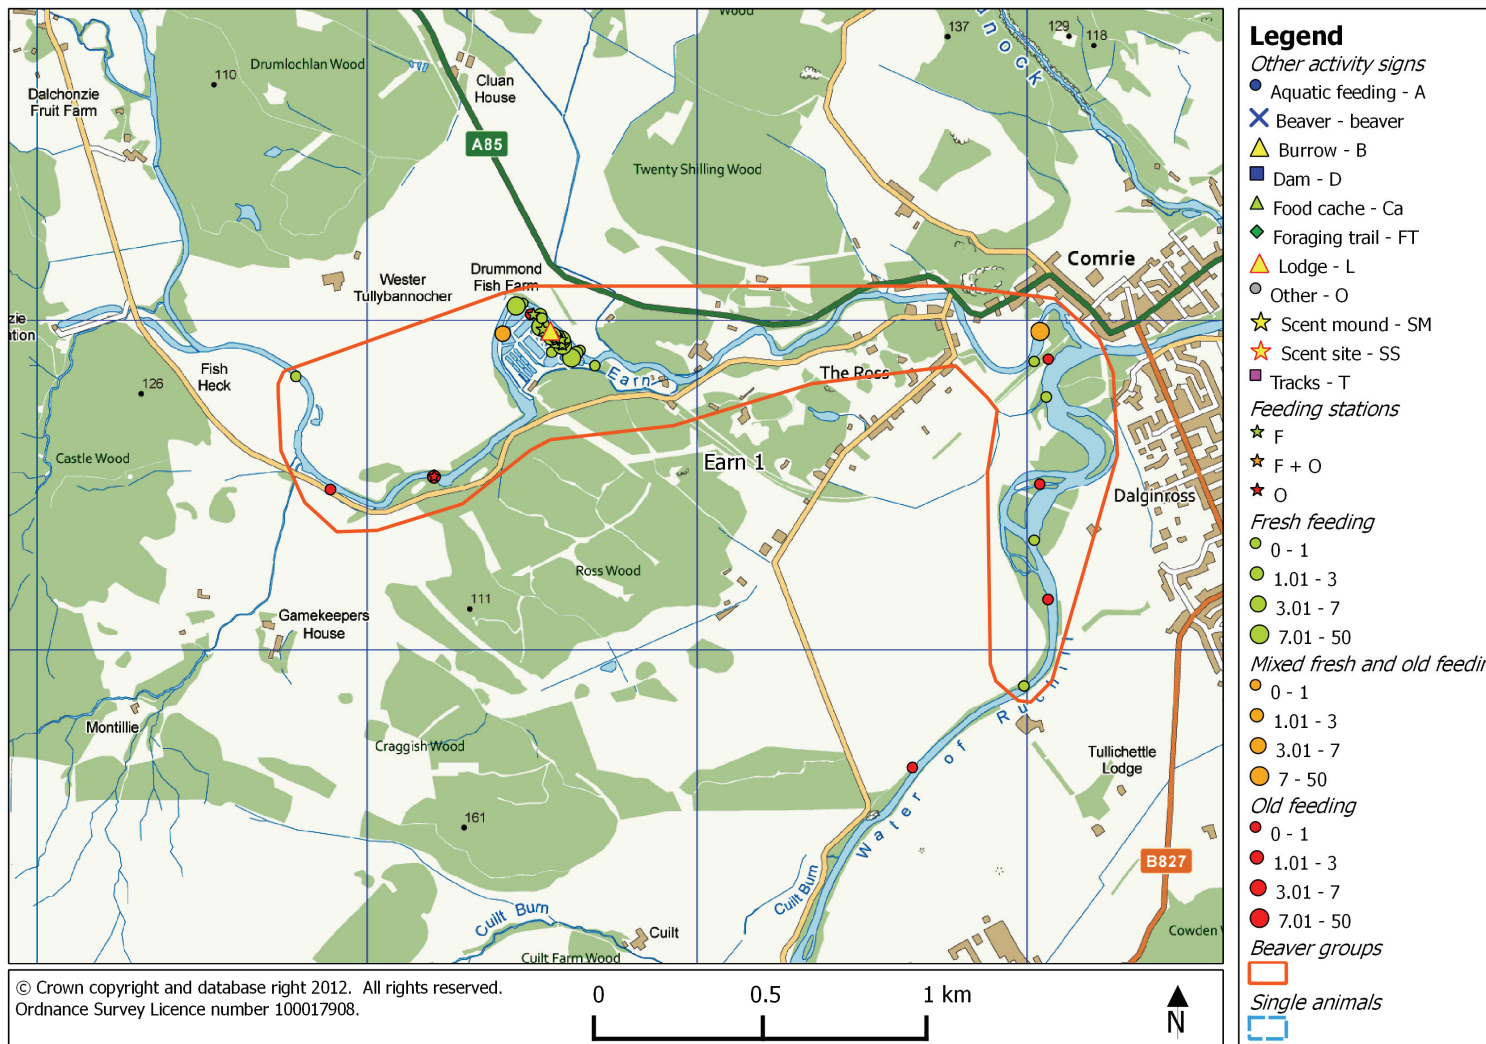 Wood
137
129
118
nock
Drumlochlan Wood
110
Cluan
House
Dalchonzie
Fruit Farm
A85
Twenty Shilling Wood
Comrie
Drummond
Fish Farm
Wester
Tullybannocher
zie
ation
Fish
Heck
126
Earn
The Ross
Castle Wood
Earn 1
Dalginross
Ross Wood
111
Gamekeepers
House
Montillie
Craggish Wood
Water of Ruchill
Tullichettle
Lodge
161
B827
Cuilt Burn
Cuilt Burn
Cuilt
Cuilt Farm Wood
Cowden W
Legend
Other activity signs
Aquatic feeding - A
Beaver - beaver
Burrow - B
Dam - D
Food cache - Ca
Foraging trail - FT
Lodge - L
Other - O
Scent mound - SM
Scent site - SS
Tracks - T
Feeding stations
F
F + O
O
Fresh feeding
0 - 1
1.01 - 3
3.01 - 7
7.01 - 50
Mixed fresh and old feedin
0 - 1
1.01 - 3
3.01 - 7
7 - 50
Old feeding
0 - 1
1.01 - 3
3.01 - 7
7.01 - 50
Beaver groups
Single animals
© Crown copyright and database right 2012. All rights reserved.
Ordnance Survey Licence number 100017908.
0 0.5 1 km
N